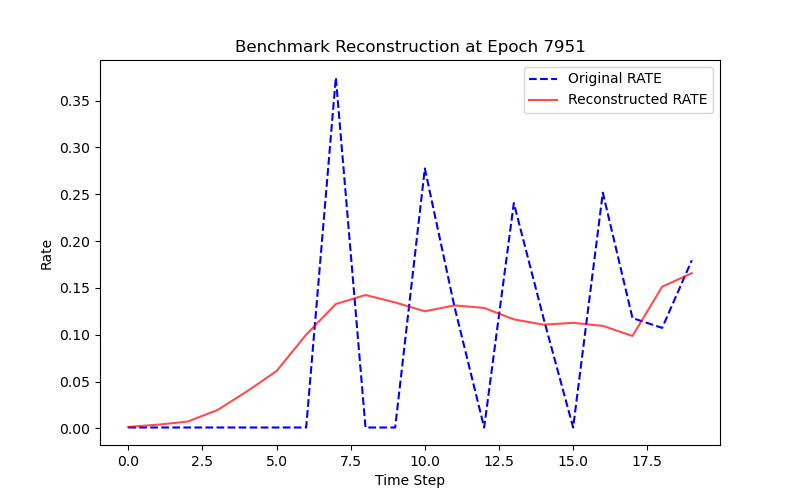 Benchmark Reconstruction at Epoch 7951
Original RATE
Reconstructed RATE
Rate
0.35
0.30
0.25
0.20
0.15
0.10
0.05
0.00
0.0 2.5 5.0 7.5 10.0 12.5 15.0 17.5
Time Step